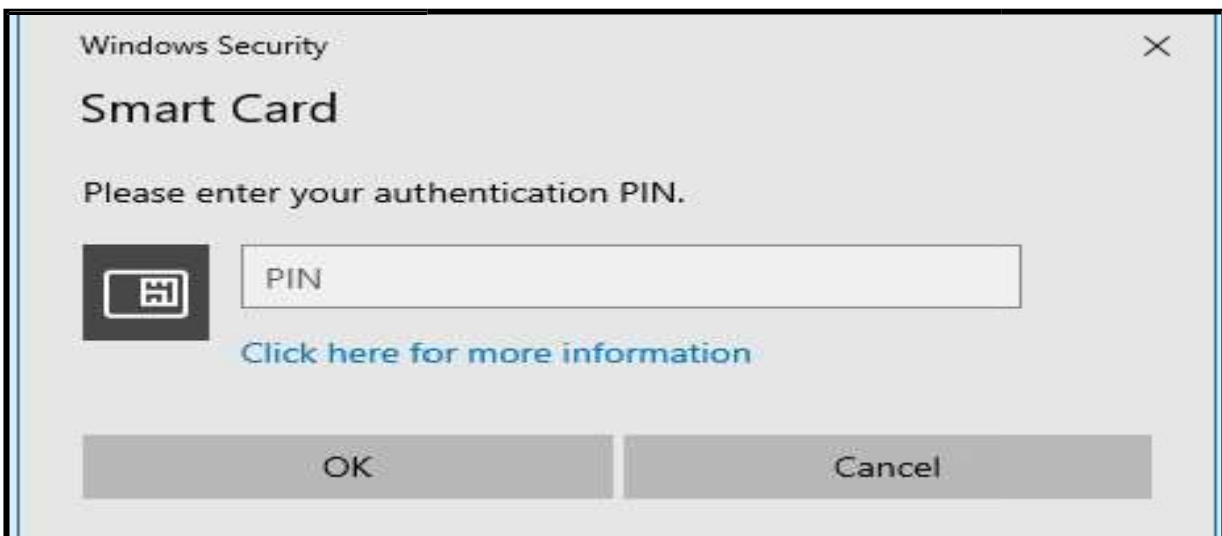 Windows Security
Smart Card
Please enter your authentication PIN.
PIN
Click here for more information
OK Cancel